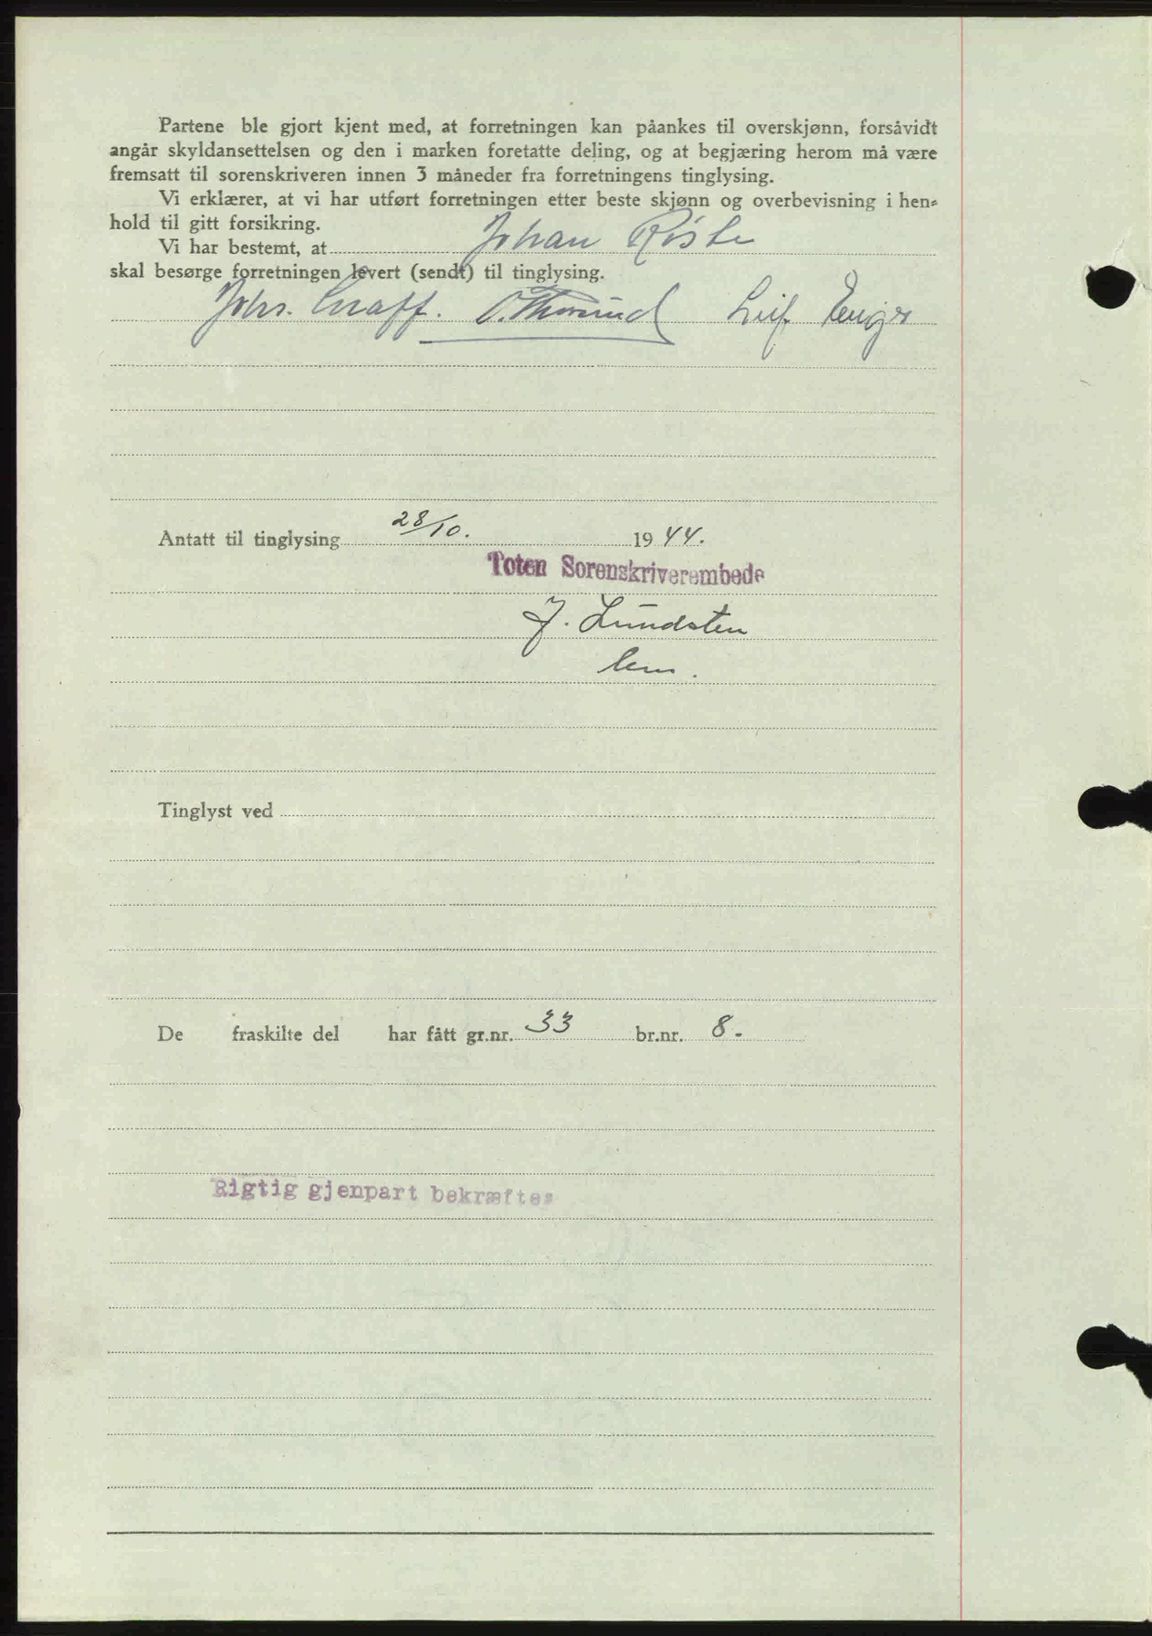 Partene ble gjort kjent med, at forretningen kan påankes til overskjønn, forsåvidt
angår skyldansettelsen og den i marken foretatte deling, og at begjæring herom må være
fremsatt til sorenskriveren innen 3 måneder fra forretningens tinglysing.
Vi erklærer, at vi har utført forretningen etter beste skjønn og overbevisning i hen-
hold til gitt forsikring.
Vi har bestemt, at Johan Røste
skal besørge forretningen levert (sendt) til tinglysing.
Johs. O. Leif Enger
Antatt til tinglysing 28/10. 1944.
Toten Sorenskriverembede
J. Lundsten
Tinglyst ved
De fraskilte del har fått gr.nr. 33 br.nr. 8.
Rigtig gjenpart bekræftes